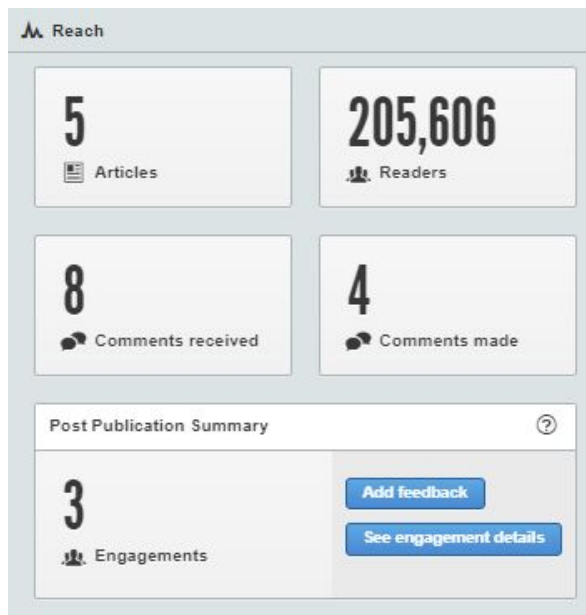 Reach
5
Articles
205,606
Readers
8
Comments received
4
Comments made
Post Publication Summary
?
3
Engagements
Add feedback
See engagement details